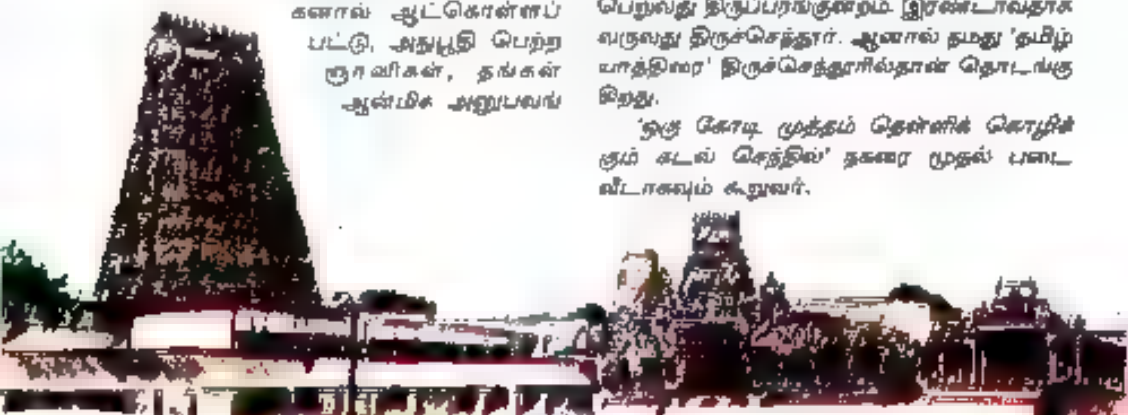 கனால் ஆட்கொள்ளப்
பட்டு, அநுபூதி பெற்ற
ஞானிகள், தங்கள்
ஆன்மிக அனுபவங்
பெறுவது திருப்பரங்குன்றம். இரண்டாவதாக
வருவது திருச்செந்தூர். ஆனால் நமது 'தமிழ்
யாத்திரை' திருச்செந்தூரில்தான் தொடங்கு
கிறது.
'ஒரு கோடி முத்தம் தெள்ளிக் கொழிக்
கும் கடல் செந்தில்' நகரை முதல் படை
வீடாகவும் கூறுவர்.